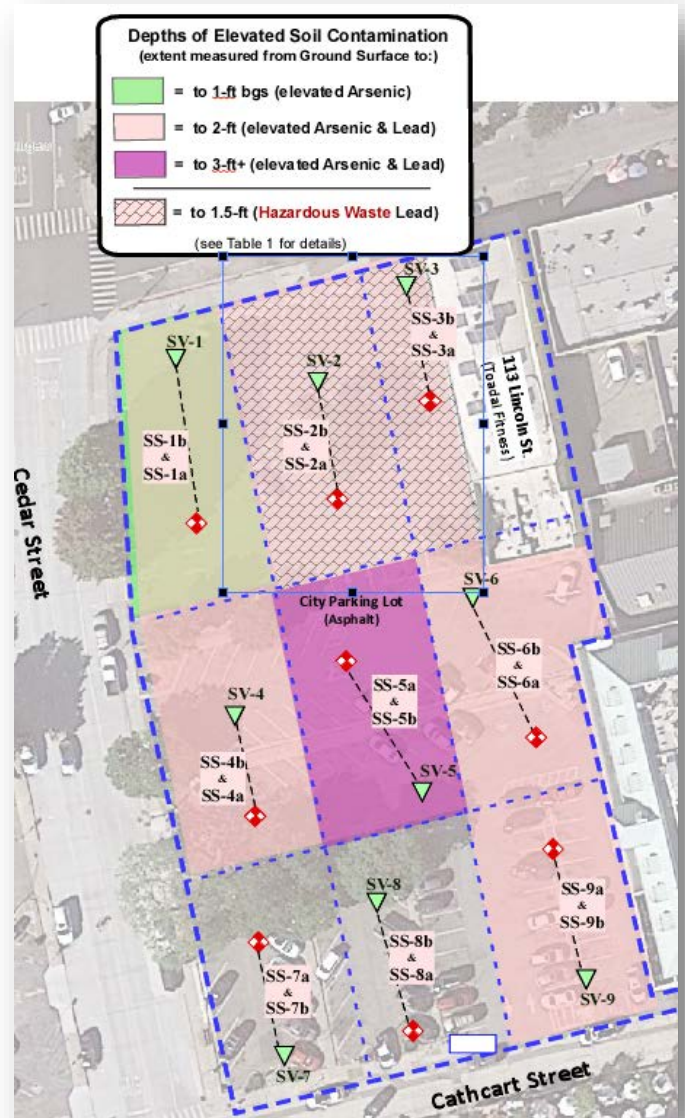 Depths of Elevated Soil Contamination
(extent measured from Ground Surface to:)
= to 1-ft bgs (elevated Arsenic)
= to 2-ft (elevated Arsenic & Lead)
= to 3-ft+ (elevated Arsenic & Lead)
= to 1.5-ft (Hazardous Waste Lead)
(see Table 1 for details)
SV-3
SS-3b
&
SS-3a
SV-1
SV-2
SS-1b
&
SS-1a
SS-2b
&
SS-2a
113 Lincoln St.
(Toadal Fitness)
Cedar Street
City Parking Lot
(Asphalt)
SV-6
SS-6b
&
SS-6a
SS-5a
&
SS-5b
SV-4
SS-4b
&
SS-4a
SV-5
SV-8
SS-8b
&
SS-8a
SS-9a
&
SS-9b
SS-7a
&
SS-7b
SV-9
SV-7
Cathcart Street